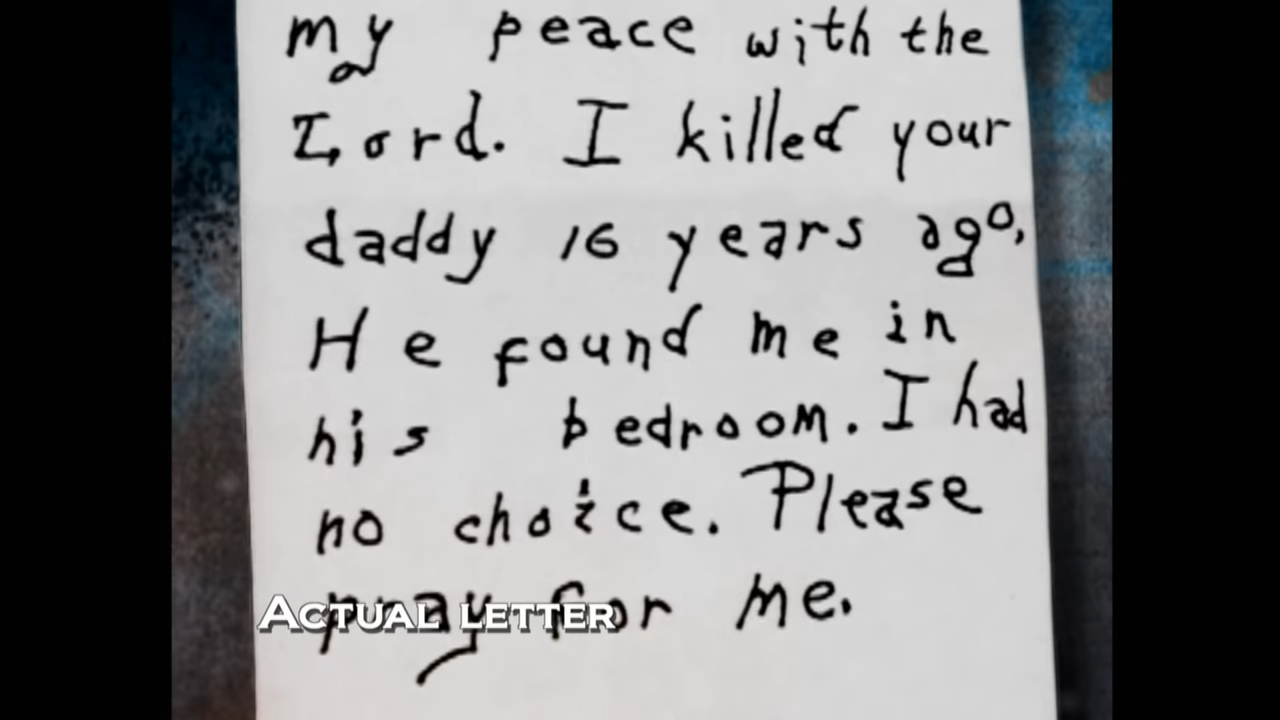 my peace with the
Lord. I killed your
daddy 16 years ago,
He found me in
his bedroom. I had
no choice. Please
pray for me.
ACTUAL LETTER